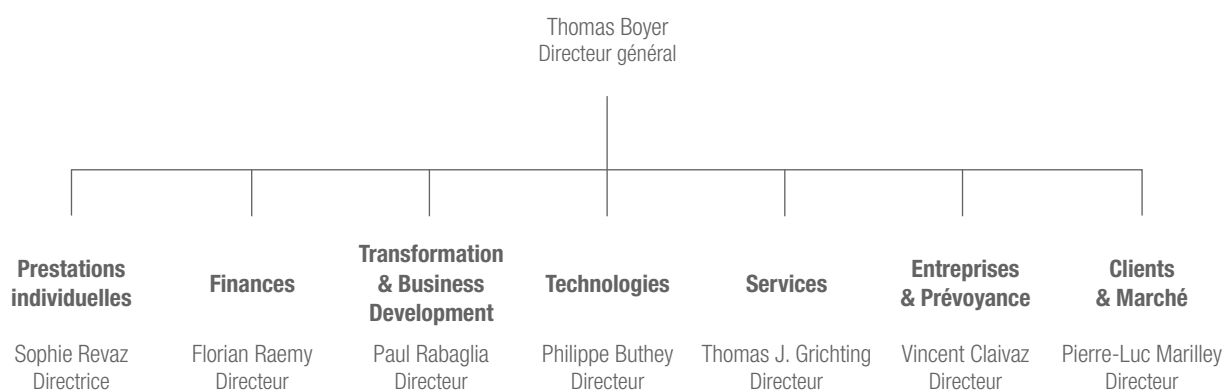 Thomas Boyer
Directeur général
Prestations
individuelles
Sophie Revaz
Directrice
Finances
Florian Raemy
Directeur
Transformation
& Business
Development
Paul Rabaglia
Directeur
Technologies
Philippe Buthey
Directeur
Services
Thomas J. Grichting
Directeur
Entreprises
& Prévoyance
Vincent Claivaz
Directeur
Clients
& Marché
Pierre-Luc Marilley
Directeur